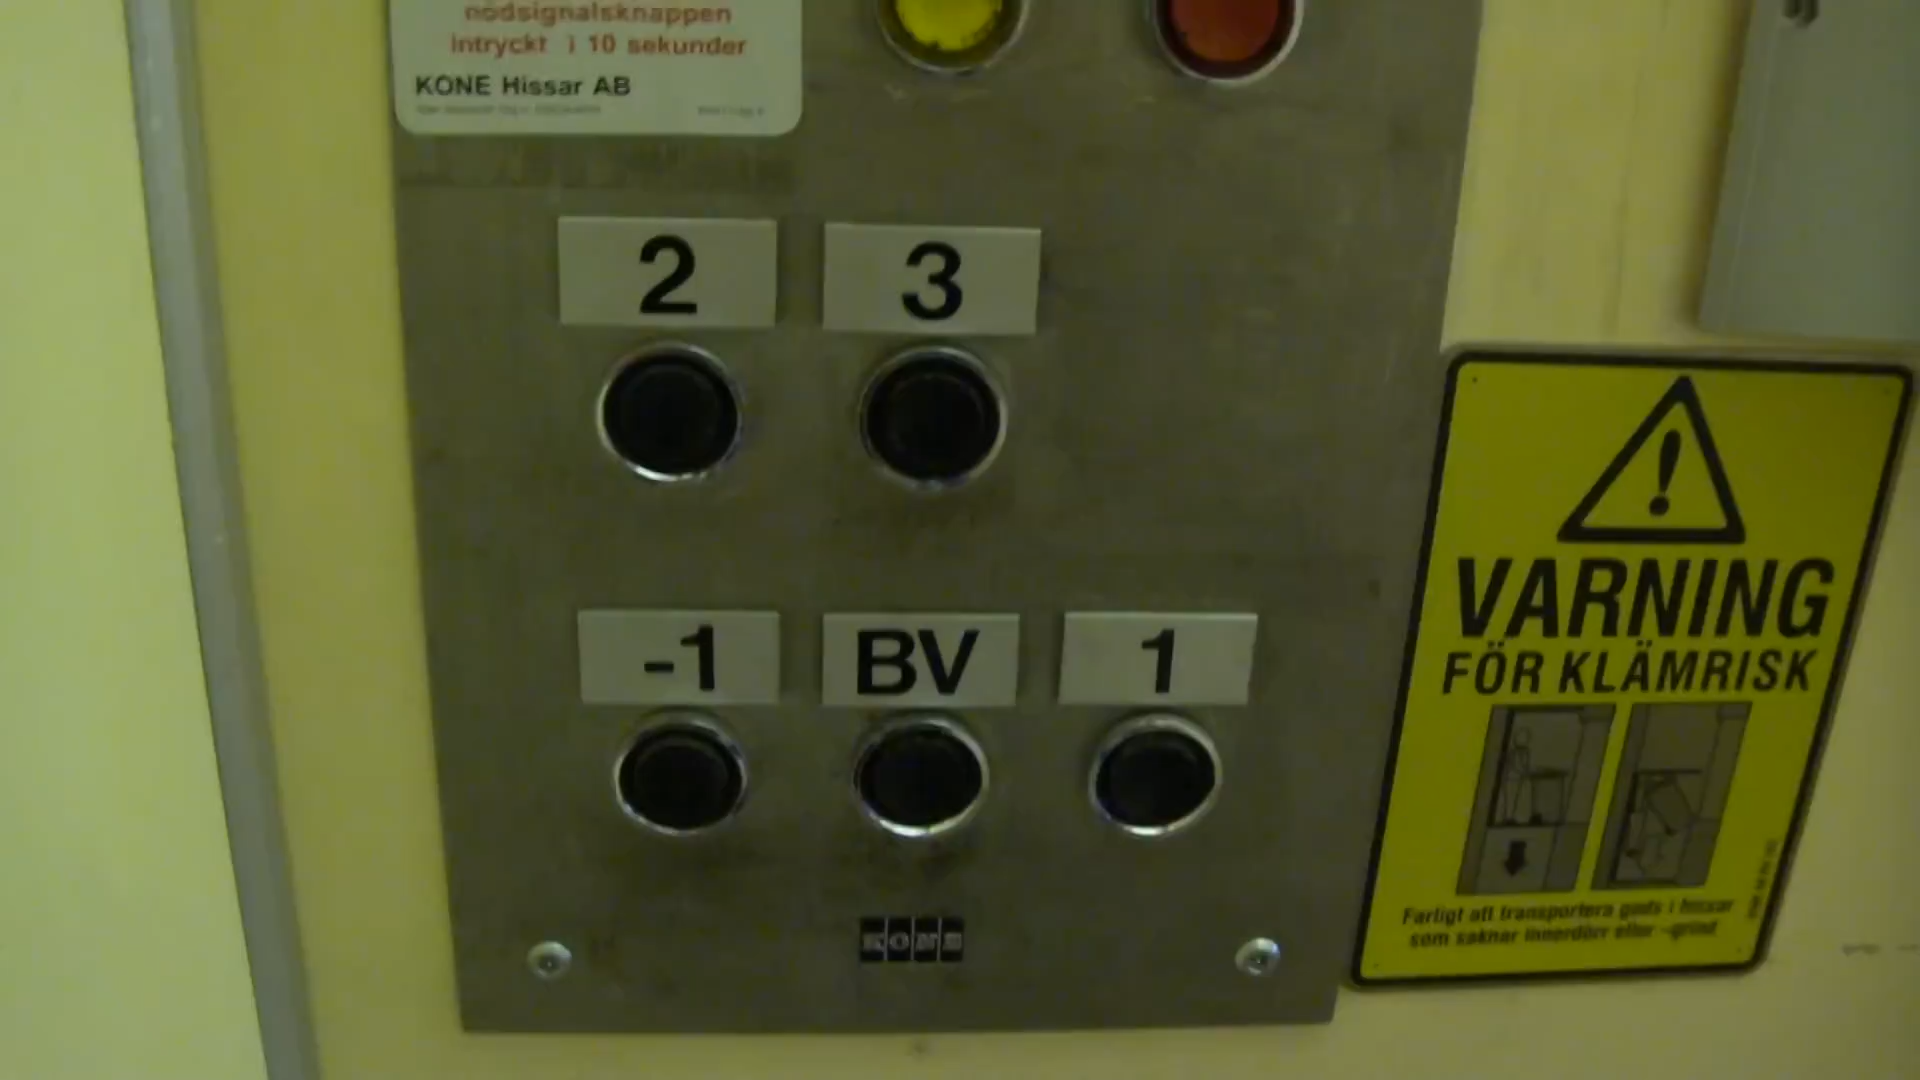 nödsignalsknappen
intryckt i 10 sekunder
KONE Hissar AB
2
3
-1
BV
1
KONE
VARNING
FÖR KLÄMRISK
Farligt att transportera gods i hissar
som saknar innerdörr eller -grind